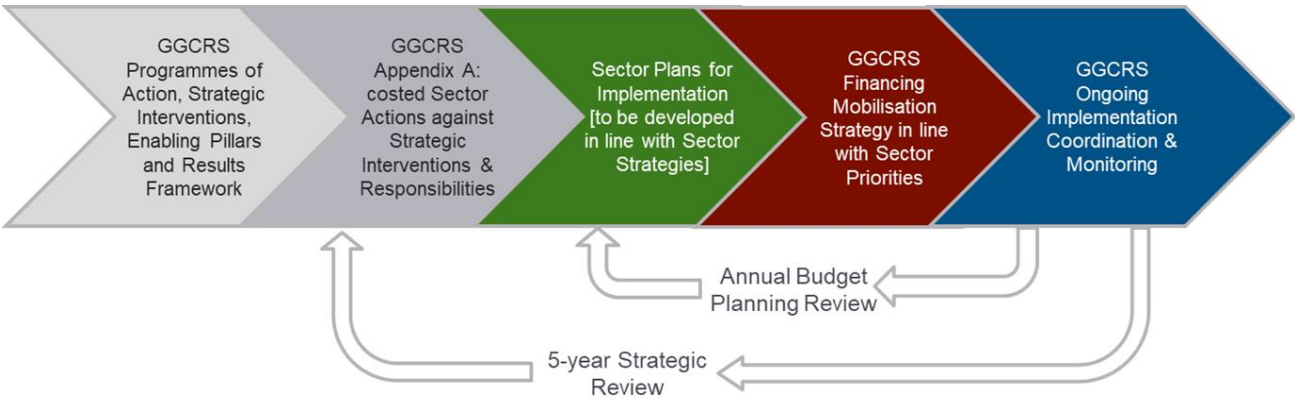 GGCRS
Programmes of
Action, Strategic
Interventions,
Enabling Pillars
and Results
Framework
GGCRS
Appendix A:
costed Sector
Actions against
Strategic
Interventions &
Responsibilities
Sector Plans for
Implementation
[to be developed
in line with Sector
Strategies]
GGCRS
Financing
Mobilisation
Strategy in line
with Sector
Priorities
GGCRS
Ongoing
Implementation
Coordination &
Monitoring
Annual Budget
Planning Review
5-year Strategic
Review